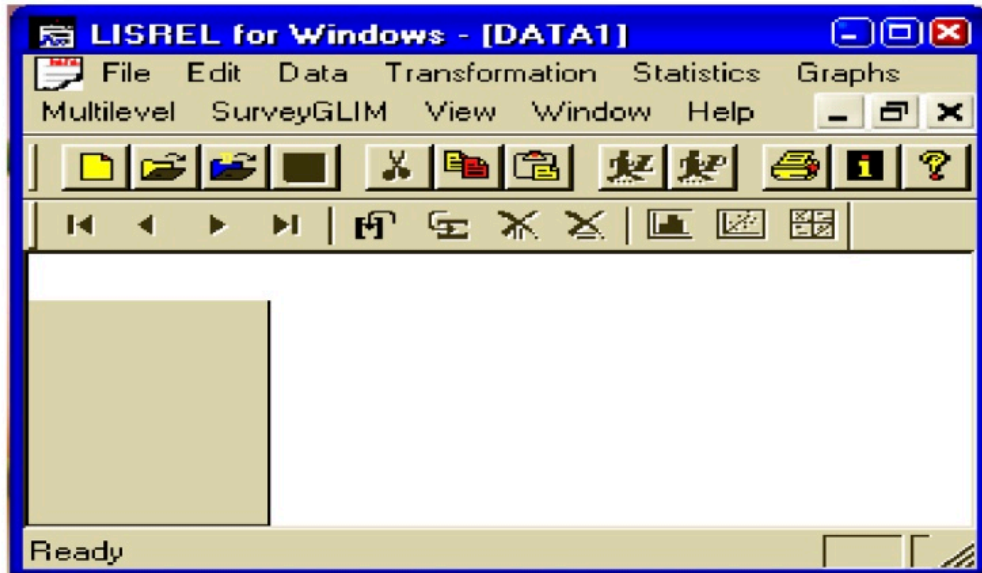 LISREL for Windows - [DATA1]
File Edit Data Transformation Statistics Graphs
Multilevel SurveyGLIM View Window Help
Ready